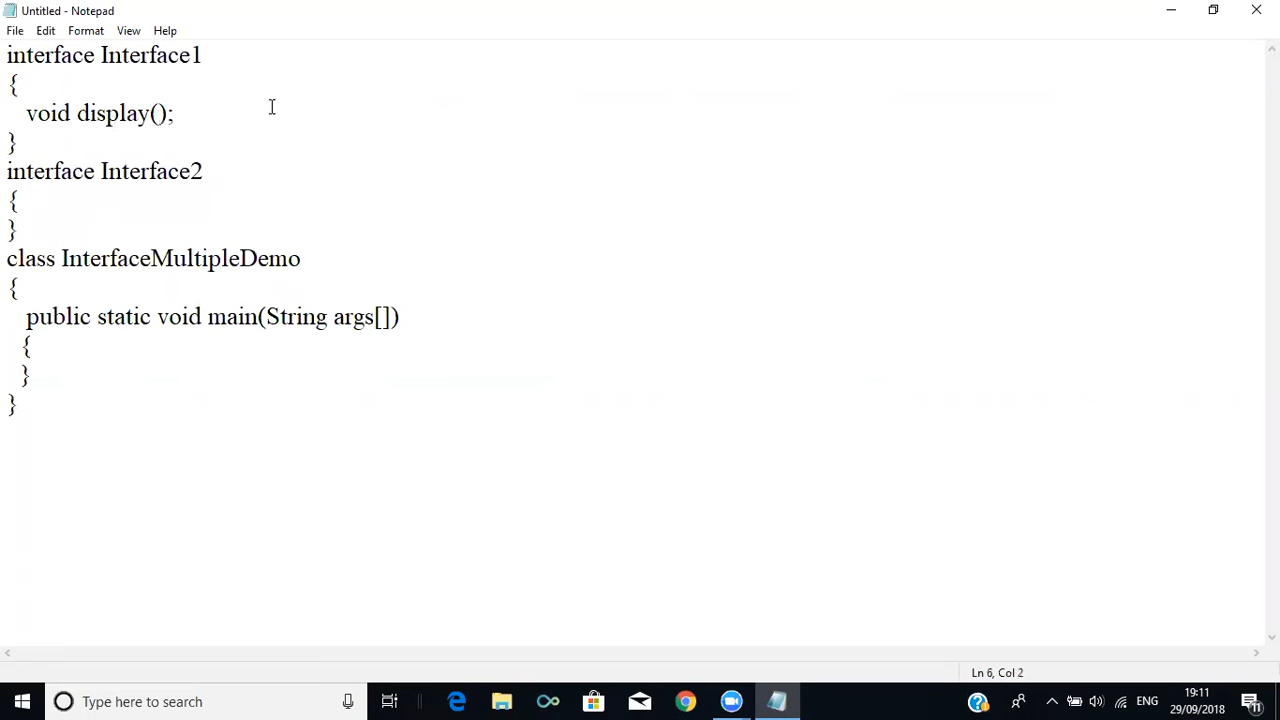 Untitled - Notepad
File Edit Format View Help
interface Interface1
{
void display();
}
interface Interface2
{
}
class InterfaceMultipleDemo
{
public static void main(String args[])
{
}
}
Ln 6, Col 2
Type here to search
ENG
19:11
29/09/2018
11